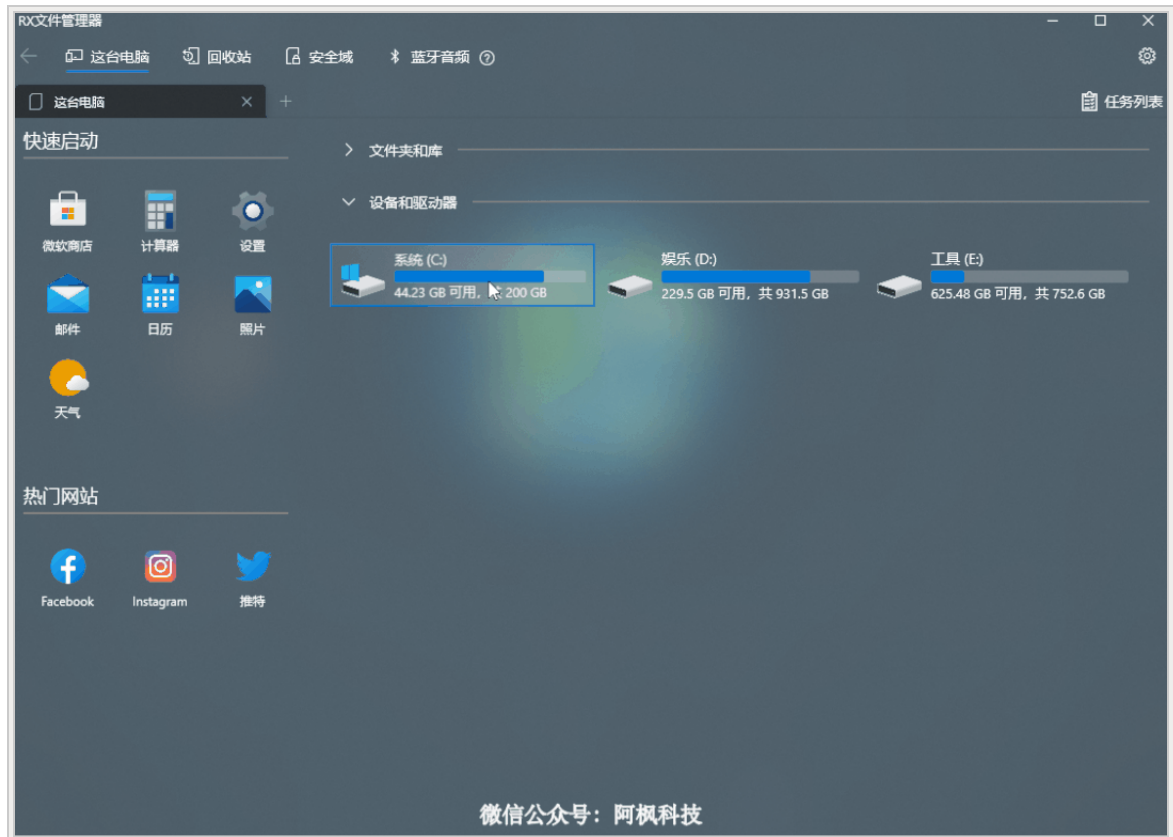 RX文件管理器
这台电脑 回收站 安全域 蓝牙音频
这台电脑 任务列表
快速启动
文件夹和库
设备和驱动器
微软商店 计算器 设置
系统 (C:) 娱乐 (D:) 工具 (E:)
44.23 GB 可用, 200 GB 229.5 GB 可用, 共 931.5 GB 625.48 GB 可用, 共 752.6 GB
邮件 日历 照片
天气
热门网站
Facebook Instagram 推特
微信公众号：阿枫科技